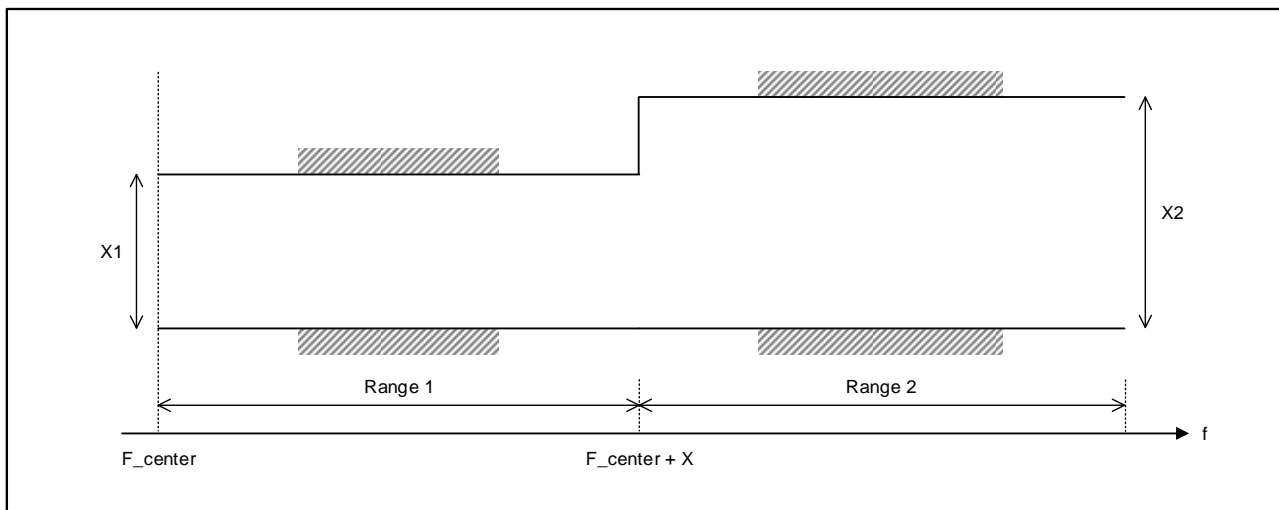 X1
X2
Range 1
Range 2
f
F_center
F_center + X